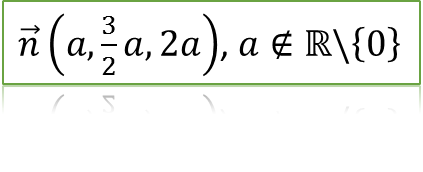 n⃗ (a, 3/2 a, 2a), a ∉ ℝ\{0}